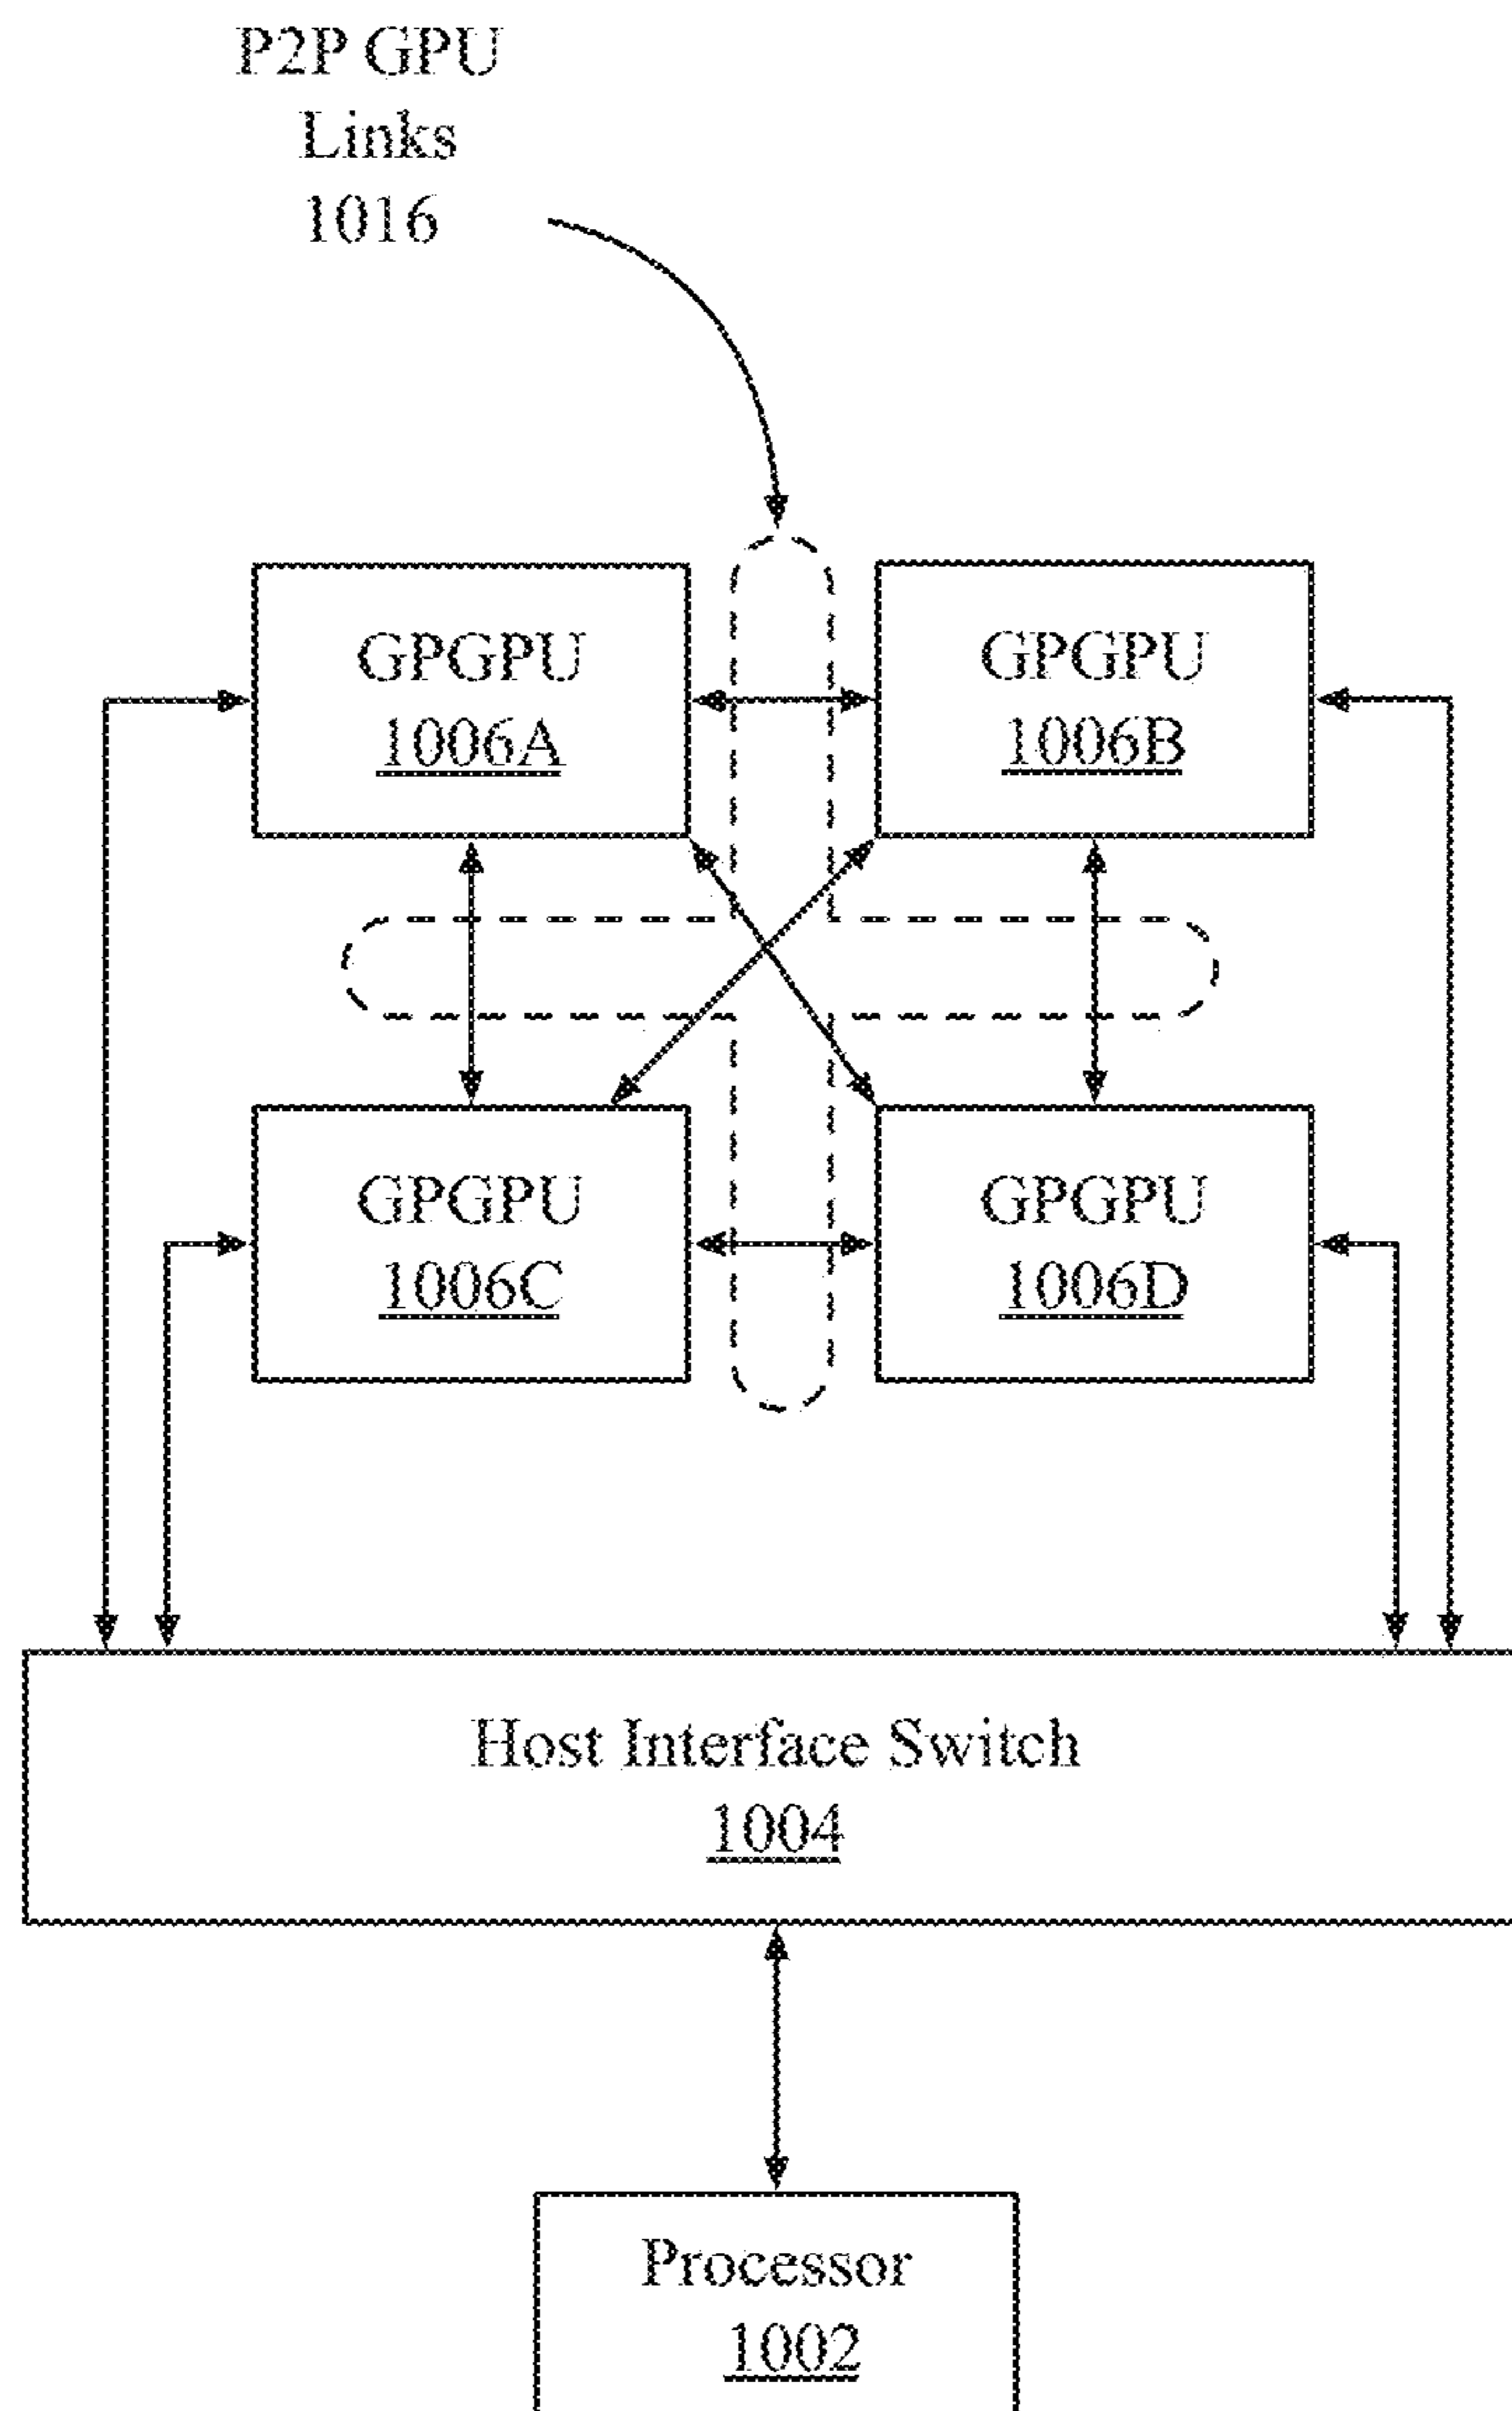 P2P GPU
Links
1016
GPGPU
1006A
GPGPU
1006B
GPGPU
1006C
GPGPU
1006D
Host Interface Switch
1004
Processor
1002